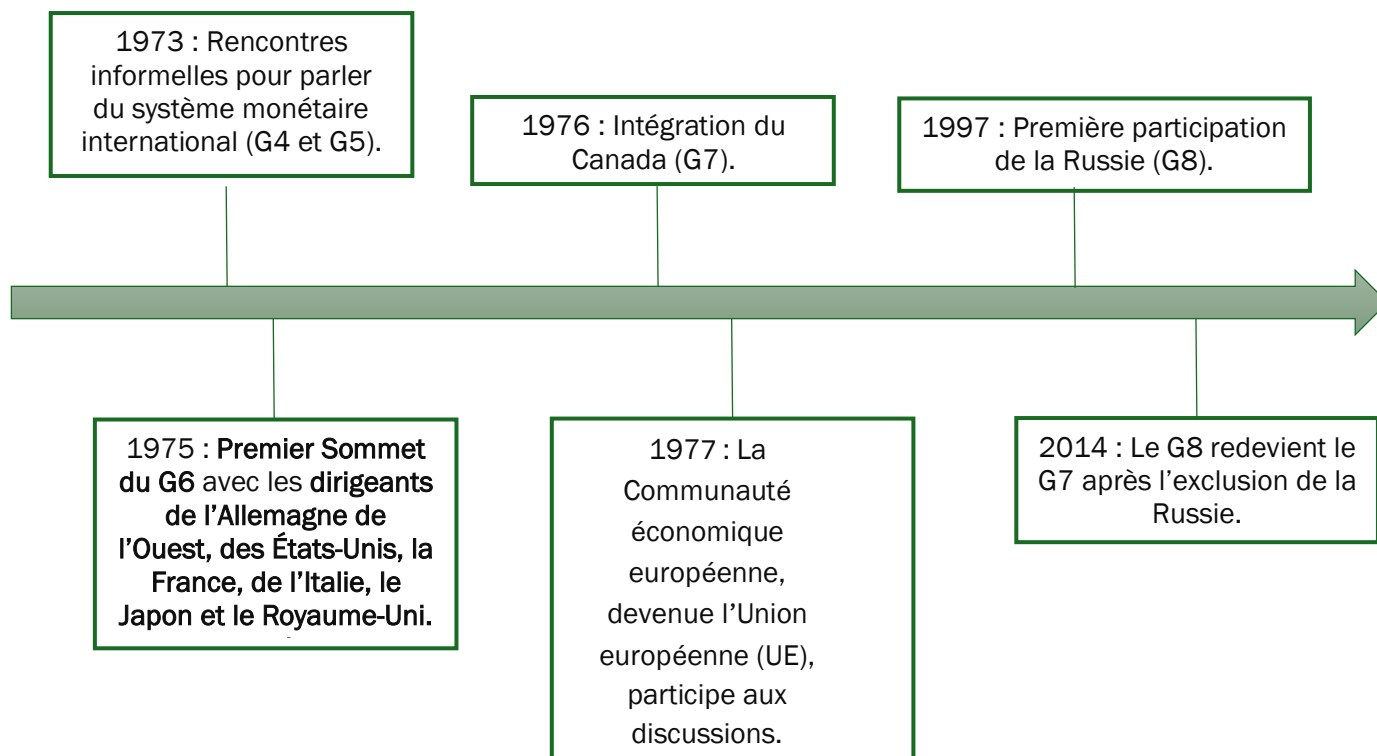 1973 : Rencontres
informelles pour parler
du système monétaire
international (G4 et G5).
1976 : Intégration du
Canada (G7).
1997 : Première participation
de la Russie (G8).
1975 : Premier Sommet
du G6 avec les dirigeants
de l’Allemagne de
l’Ouest, des États-Unis, la
France, de l’Italie, le
Japon et le Royaume-Uni.
1977 : La
Communauté
économique
européenne,
devenue l’Union
européenne (UE),
participe aux
discussions.
2014 : Le G8 redevient le
G7 après l’exclusion de la
Russie.